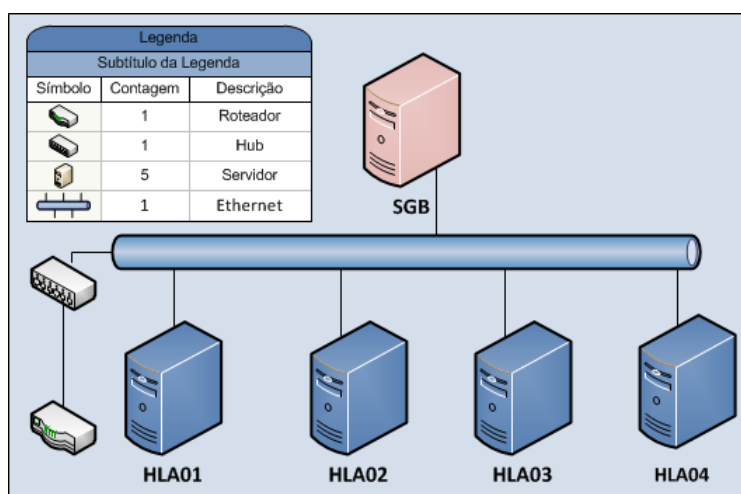 Legenda
Subtítulo da Legenda
Símbolo Contagem Descrição
1 Roteador
1 Hub
5 Servidor
1 Ethernet
SGB
HLA01 HLA02 HLA03 HLA04